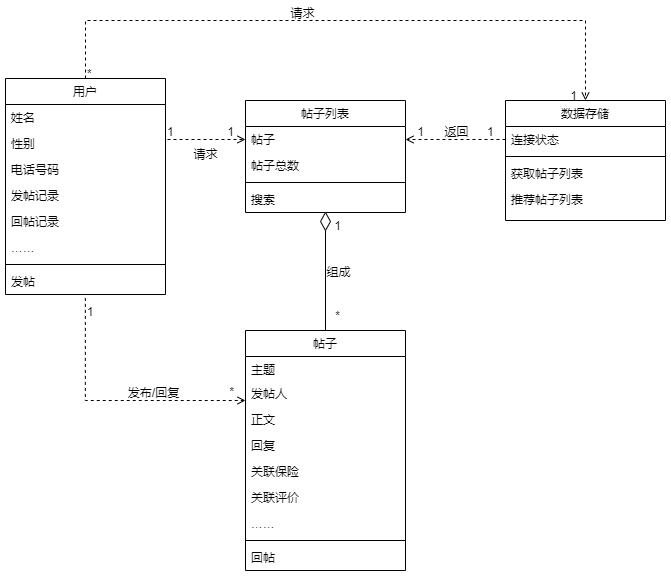 请求
*
1
用户
姓名
性别
电话号码
发帖记录
回帖记录
……
发帖
1
1
请求
帖子列表
帖子
帖子总数
搜索
1
返回
1
数据存储
连接状态
获取帖子列表
推荐帖子列表
1
组成
*
1
发布/回复
*
帖子
主题
发帖人
正文
回复
关联保险
关联评价
……
回帖